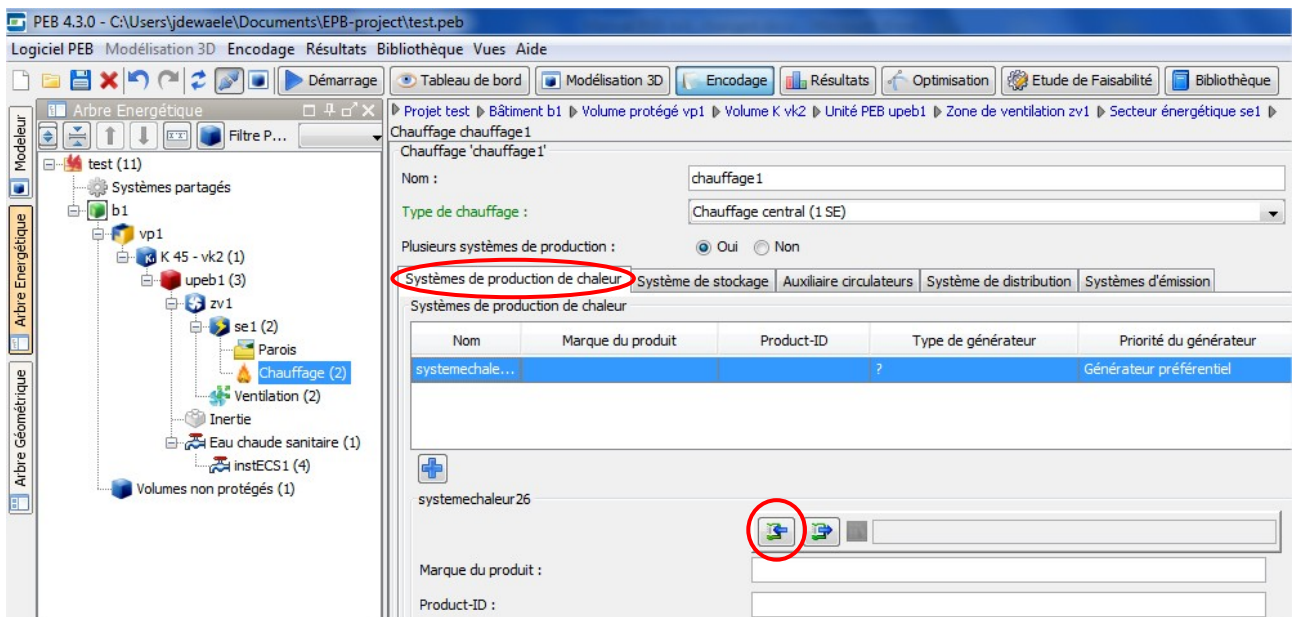 PEB 4.3.0 - C:\Users\jdewaele\Documents\EPB-project\test.peb
Logiciel PEB Modélisation 3D Encodage Résultats Bibliothèque Vues Aide
Démarrage Tableau de bord Modélisation 3D Encodage Résultats Optimisation Etude de Faisabilité Bibliothèque
Modeleur
Arbre Energétique
Arbre Géométrique
Arbre Energétique
Filtre P...
test (11)
Systèmes partagés
b1
vp1
K 45 - vk2 (1)
upeb1 (3)
zv1
se1 (2)
Parois
Chauffage (2)
Ventilation (2)
Inertie
Eau chaude sanitaire (1)
instECS1 (4)
Volumes non protégés (1)
Projet test Bâtiment b1 Volume protégé vp1 Volume K vk2 Unité PEB upeb1 Zone de ventilation zv1 Secteur énergétique se1
Chauffage chauffage1
Chauffage 'chauffage1'
Nom : chauffage1
Type de chauffage : Chauffage central (1 SE)
Plusieurs systèmes de production : Oui Non
Systèmes de production de chaleur Système de stockage Auxiliaire circulateurs Système de distribution Systèmes d'émission
Systèmes de production de chaleur
Nom Marque du produit Product-ID Type de générateur Priorité du générateur
systemechale... ? Générateur préférentiel
systemechaleur26
Marque du produit :
Product-ID :